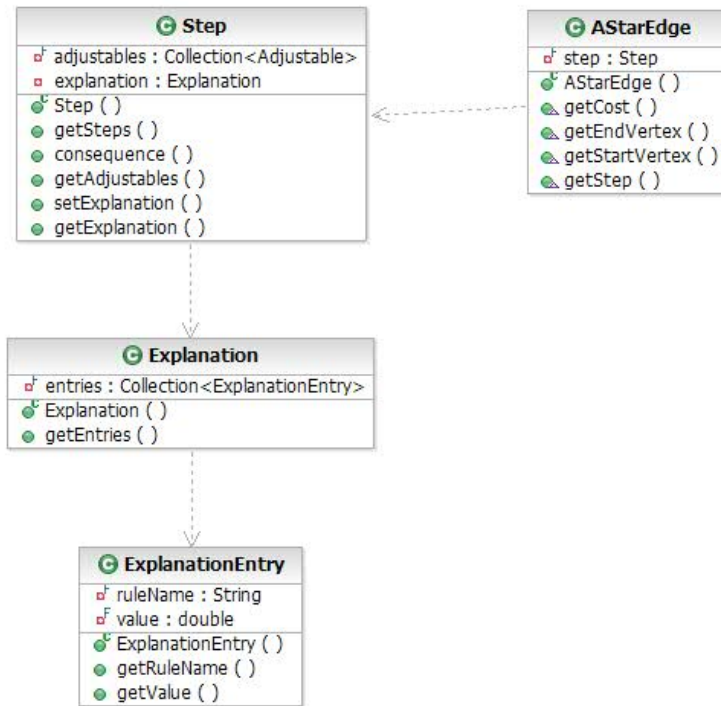 Step
adjustables : Collection<Adjustable>
explanation : Explanation
Step ( )
getSteps ( )
consequence ( )
getAdjustables ( )
setExplanation ( )
getExplanation ( )
AStarEdge
step : Step
AStarEdge ( )
getCost ( )
getEndVertex ( )
getStartVertex ( )
getStep ( )
Explanation
entries : Collection<ExplanationEntry>
Explanation ( )
getEntries ( )
ExplanationEntry
ruleName : String
value : double
ExplanationEntry ( )
getRuleName ( )
getValue ( )